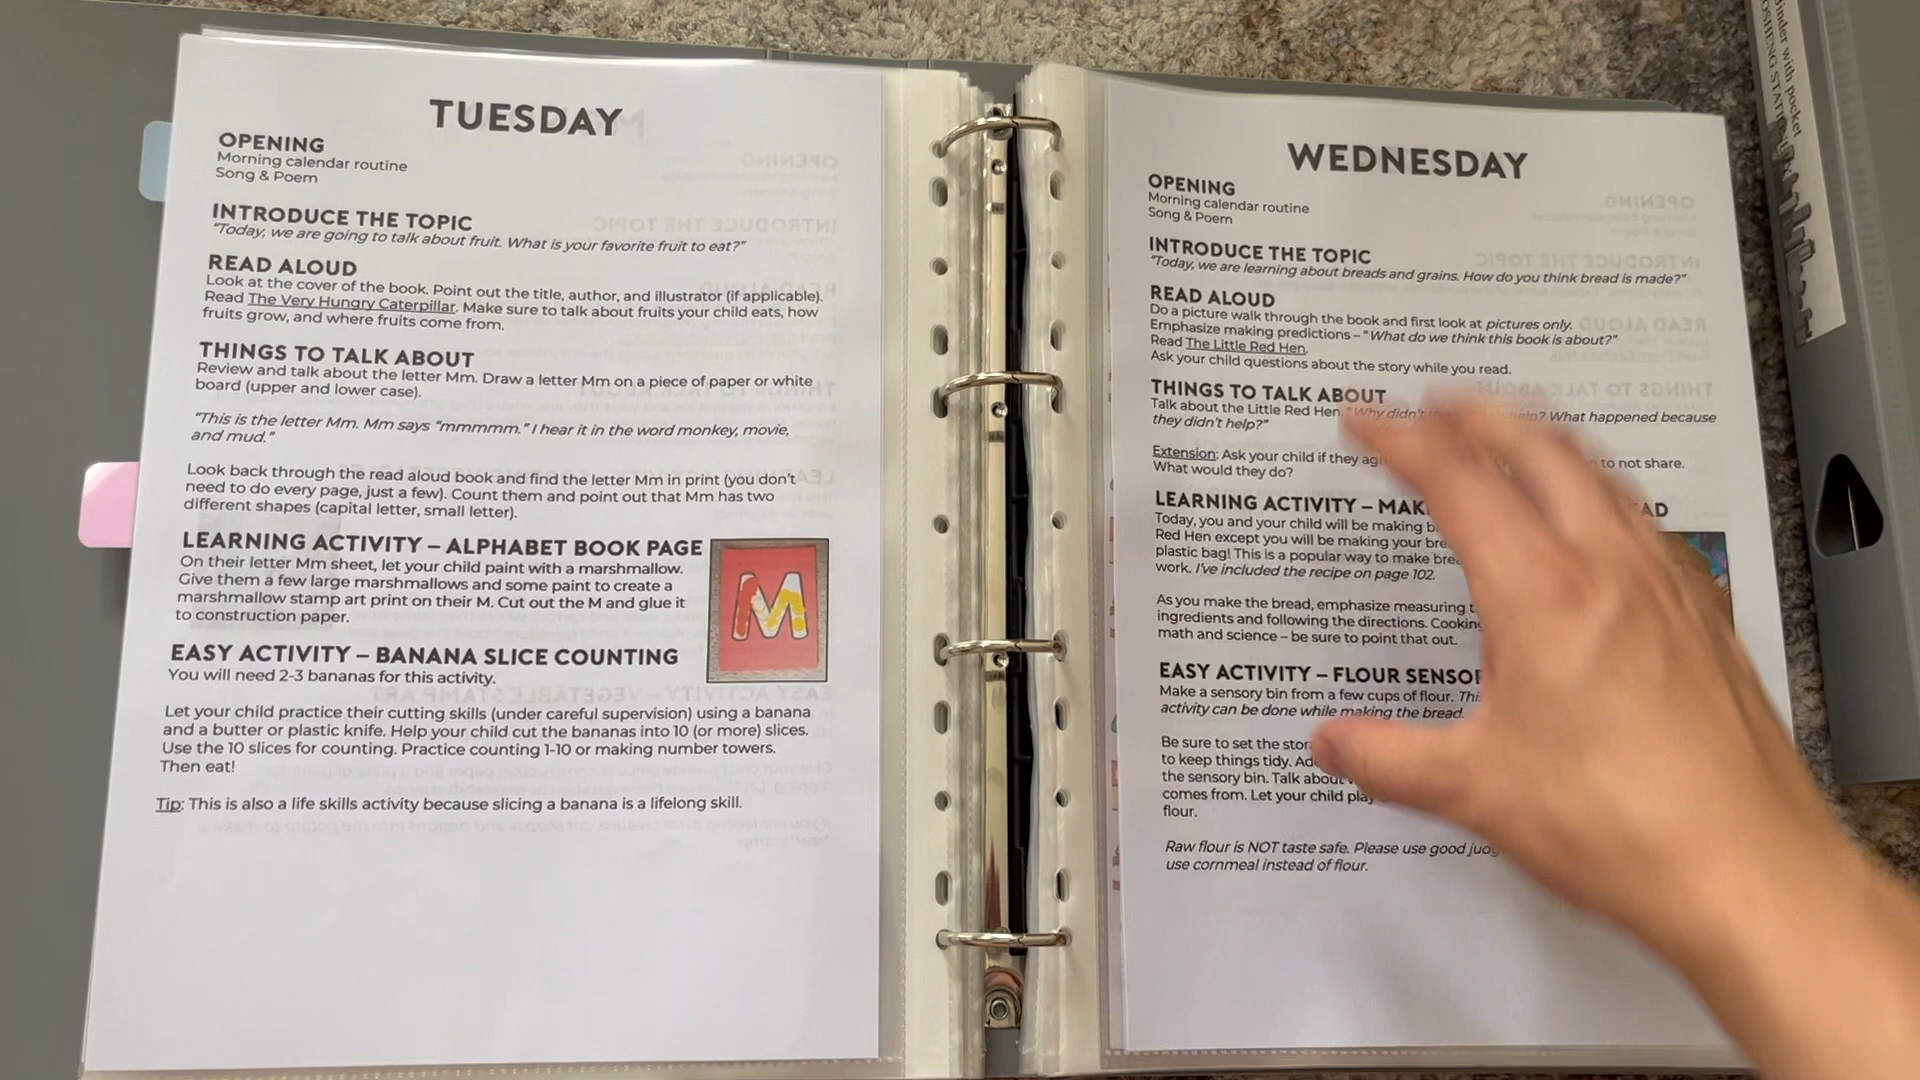 TUESDAY
OPENING
Morning calendar routine
Song & Poem
INTRODUCE THE TOPIC
"Today, we are going to talk about fruit. What is your favorite fruit to eat?"
READ ALOUD
Look at the cover of the book. Point out the title, author, and illustrator (if applicable).
Read The Very Hungry Caterpillar. Make sure to talk about fruits your child eats, how
fruits grow, and where fruits come from.
THINGS TO TALK ABOUT
Review and talk about the letter Mm. Draw a letter Mm on a piece of paper or white
board (upper and lower case).
"This is the letter Mm. Mm says "mmmmm." I hear it in the word monkey, movie,
and mud."
Look back through the read aloud book and find the letter Mm in print (you don't
need to do every page, just a few). Count them and point out that Mm has two
different shapes (capital letter, small letter).
LEARNING ACTIVITY – ALPHABET BOOK PAGE
On their letter Mm sheet, let your child paint with a marshmallow.
Give them a few large marshmallows and some paint to create a
marshmallow stamp art print on their M. Cut out the M and glue it
to construction paper.
M
EASY ACTIVITY – BANANA SLICE COUNTING
You will need 2-3 bananas for this activity.
Let your child practice their cutting skills (under careful supervision) using a banana
and a butter or plastic knife. Help your child cut the bananas into 10 (or more) slices.
Use the 10 slices for counting. Practice counting 1-10 or making number towers.
Then eat!
Tip: This is also a life skills activity because slicing a banana is a lifelong skill.
WEDNESDAY
OPENING
Morning calendar routine
Song & Poem
INTRODUCE THE TOPIC
"Today, we are learning about breads and grains. How do you think bread is made?"
READ ALOUD
Do a picture walk through the book and first look at pictures only.
Emphasize making predictions – "What do we think this book is about?"
Read The Little Red Hen.
Ask your child questions about the story while you read.
THINGS TO TALK ABOUT
Talk about the Little Red Hen. "Why didn't help? What happened because
they didn't help?"
Extension: Ask your child if they to not share.
What would they do?
LEARNING ACTIVITY –
Today, you and your child will be making
Red Hen except you will be making your
plastic bag! This is a popular way to make
work. I've included the recipe on page 102.
As you make the bread, emphasize measuring
ingredients and following the directions.
math and science – be sure to point that out.
EASY ACTIVITY – FLOUR
Make a sensory bin from a few cups of flour.
activity can be done while making the bread.
Be sure to set the
to keep things tidy.
the sensory bin. Talk about
comes from. Let your child
flour.
Raw flour is NOT taste safe. Please use good
use cornmeal instead of flour.
binder with pocket